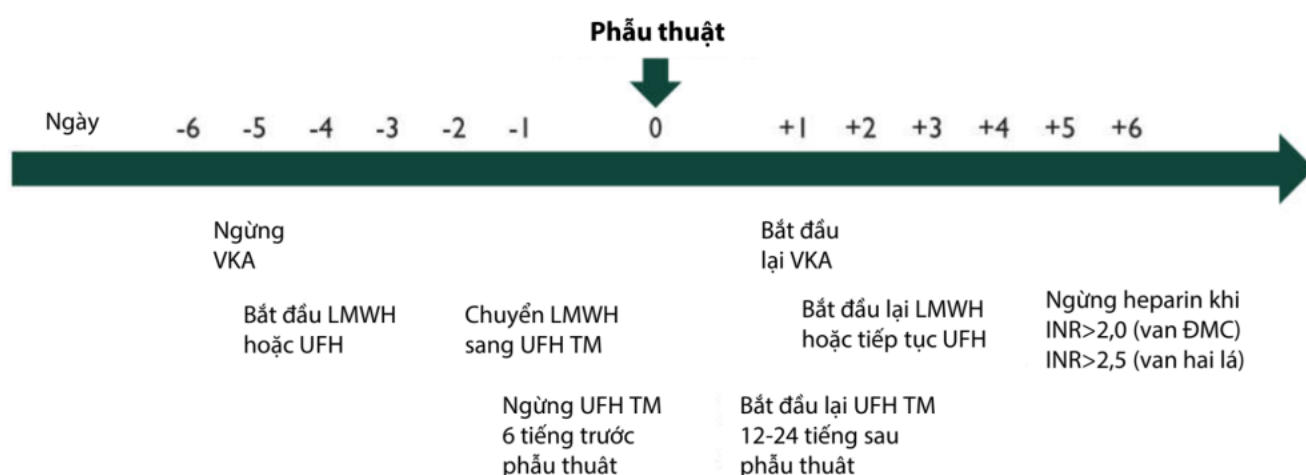 Phẫu thuật
Ngày -6 -5 -4 -3 -2 -1 0 +1 +2 +3 +4 +5 +6
Ngừng
VKA
Bắt đầu
lại VKA
Bắt đầu LMWH
hoặc UFH
Chuyển LMWH
sang UFH TM
Bắt đầu lại LMWH
hoặc tiếp tục UFH
Ngừng heparin khi
INR>2,0 (van ĐMC)
INR>2,5 (van hai lá)
Ngừng UFH TM
6 tiếng trước
phẫu thuật
Bắt đầu lại UFH TM
12-24 tiếng sau
phẫu thuật